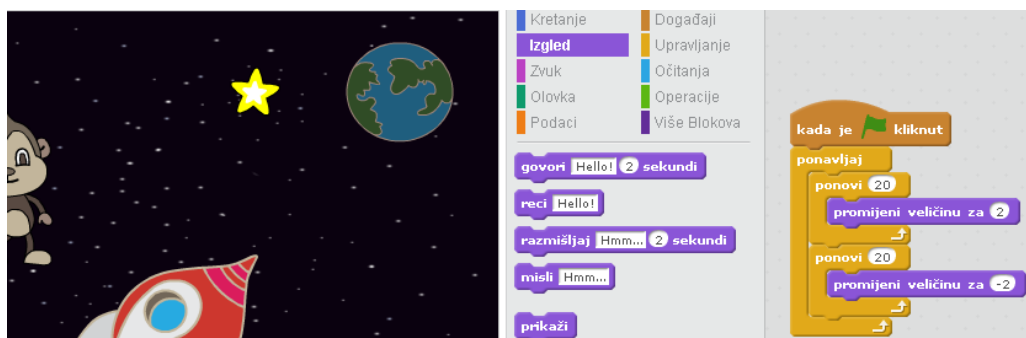 Kretanje
Izgled
Zvuk
Olovka
Podaci
Događaji
Upravljanje
Očitanja
Operacije
Više Blokova
govori Hello! 2 sekundi
reci Hello!
razmišljaj Hmm... 2 sekundi
misli Hmm...
prikaži
kada je kliknut
ponavljaj
ponovi 20
promijeni veličinu za 2
ponovi 20
promijeni veličinu za -2